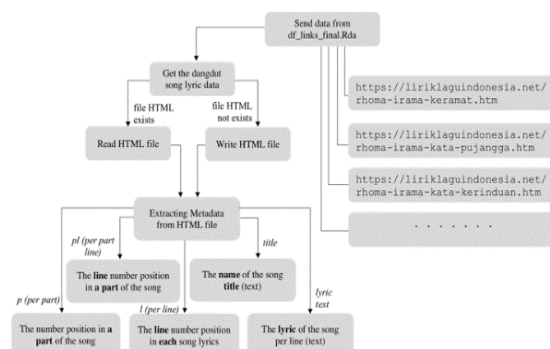 Send data from
df_links_final.Rda
Get the dangdut
song lyric data
file HTML
exists
file HTML
not exists
Read HTML file
Write HTML file
Extracting Metadata
from HTML file
pl (per part
line)
title
The line number position
in a part of the song
The name of the song
title (text)
p (per part)
l (per line)
lyric
text
The number position in a
part of the song
The line number position
in each song lyrics
The lyric of the song
per line (text)
https://liriklaguindonesia.net/
rhoma-irama-keramat.htm
https://liriklaguindonesia.net/
rhoma-irama-kata-pujangga.htm
https://liriklaguindonesia.net/
rhoma-irama-kata-kerinduan.htm
. . . . . . .